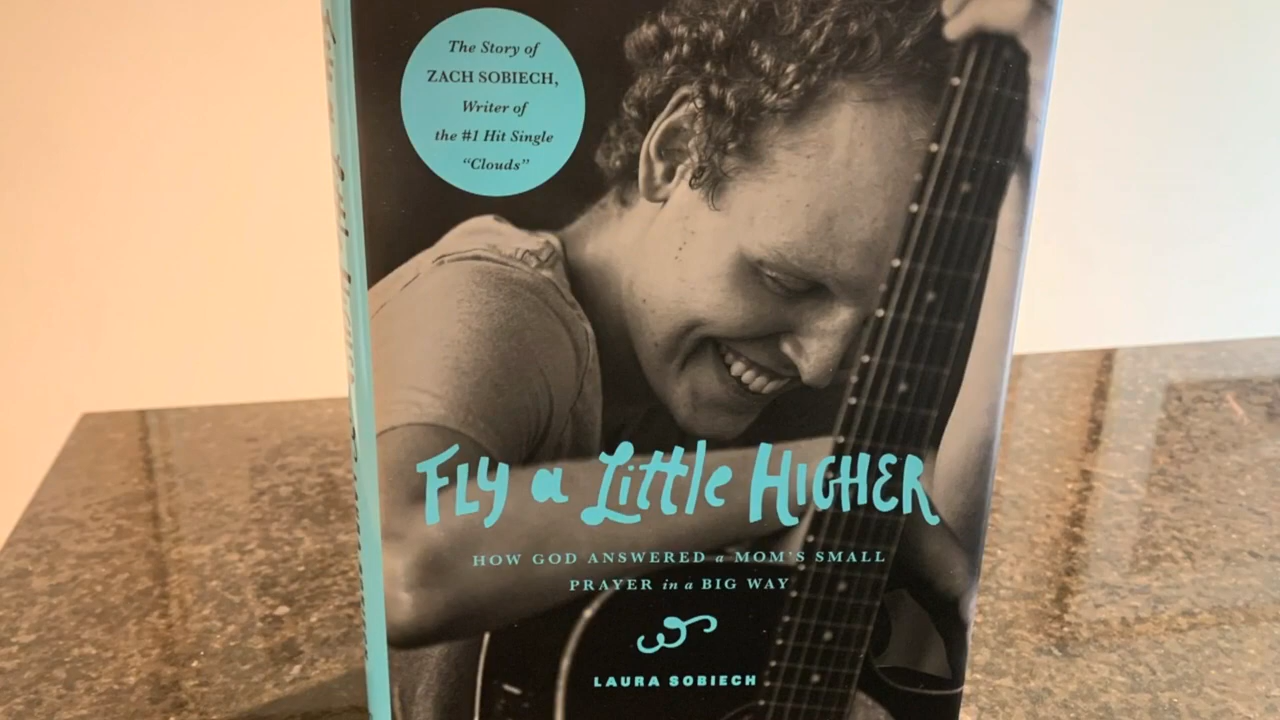 The Story of
ZACH SOBIECH,
Writer of
the #1 Hit Single
“Clouds”
FLY a Little HIGHER
HOW GOD ANSWERED a MOM'S SMALL
PRAYER in a BIG WAY
LAURA SOBIECH